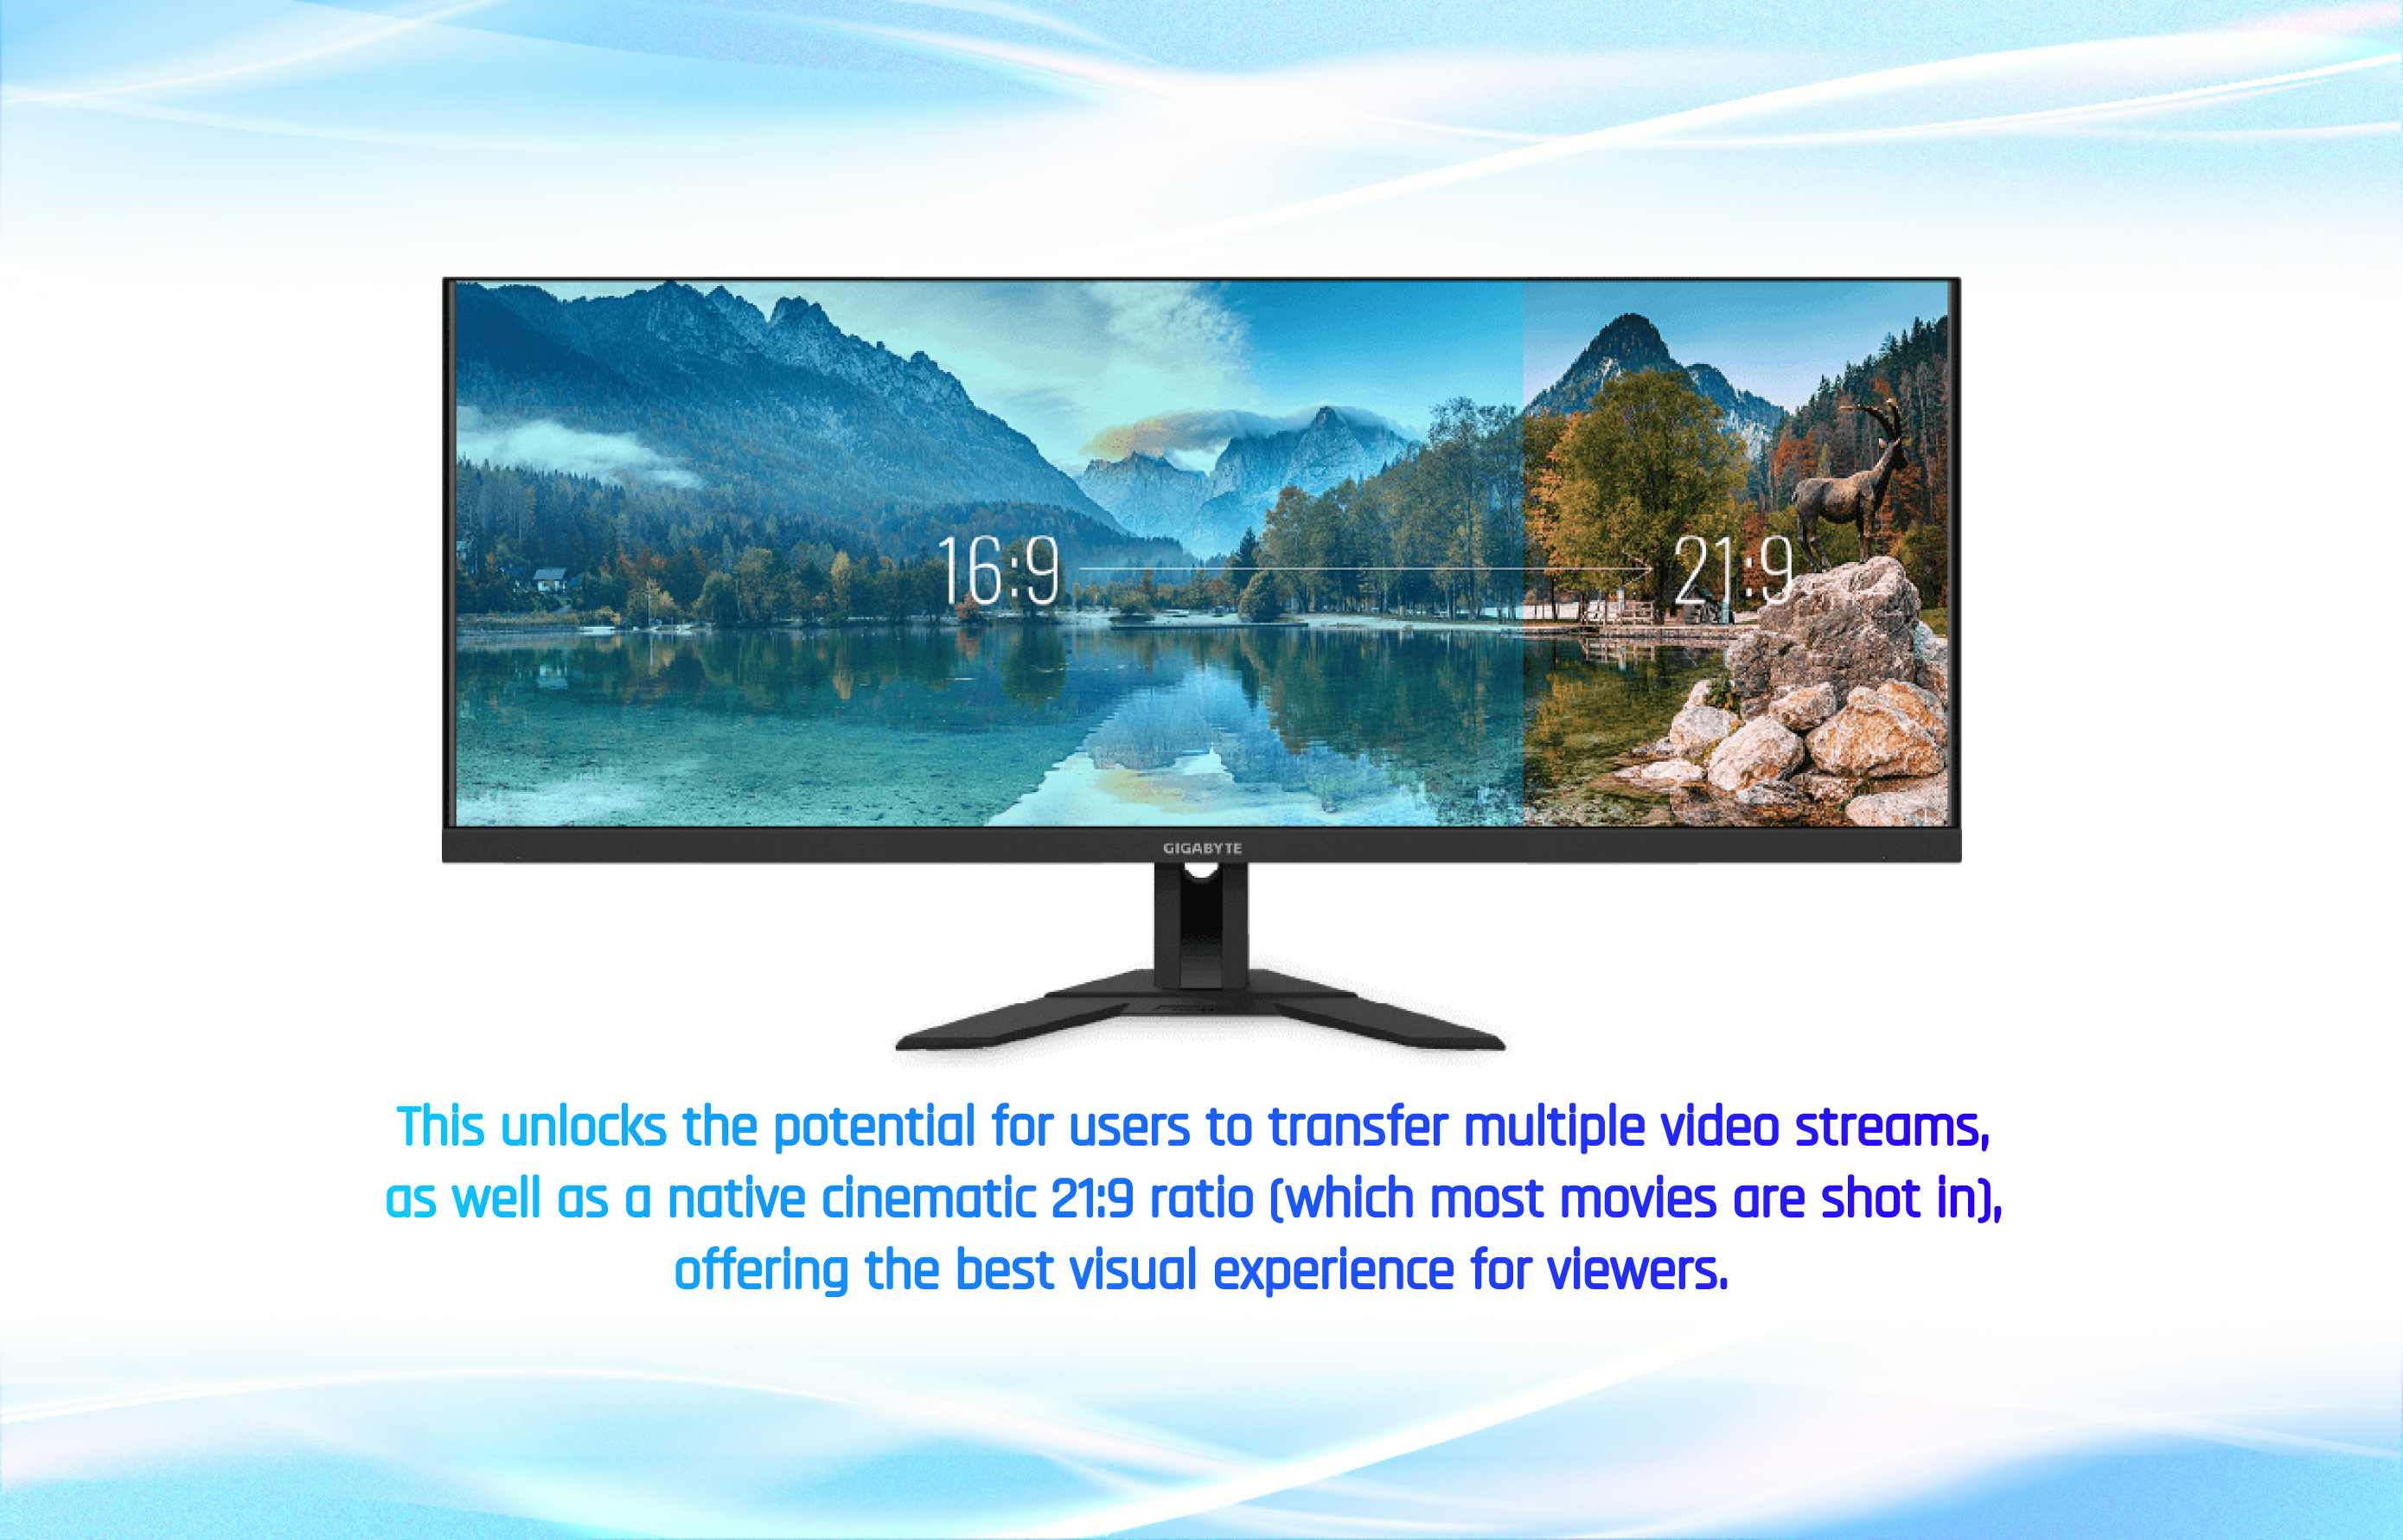 16:9
21:9
GIGABYTE
This unlocks the potential for users to transfer multiple video streams,
as well as a native cinematic 21:9 ratio (which most movies are shot in),
offering the best visual experience for viewers.